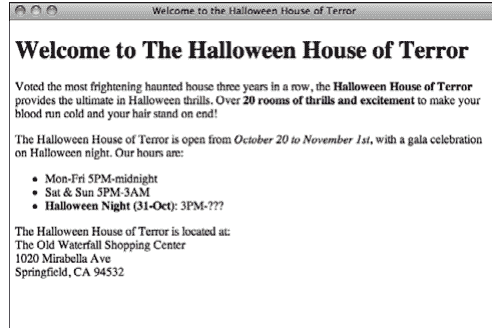 Welcome to the Halloween House of Terror
Welcome to The Halloween House of Terror
Voted the most frightening haunted house three years in a row, the Halloween House of Terror
provides the ultimate in Halloween thrills. Over 20 rooms of thrills and excitement to make your
blood run cold and your hair stand on end!
The Halloween House of Terror is open from October 20 to November 1st, with a gala celebration
on Halloween night. Our hours are:
• Mon-Fri 5PM-midnight
• Sat & Sun 5PM-3AM
• Halloween Night (31-Oct): 3PM-???
The Halloween House of Terror is located at:
The Old Waterfall Shopping Center
1020 Mirabella Ave
Springfield, CA 94532